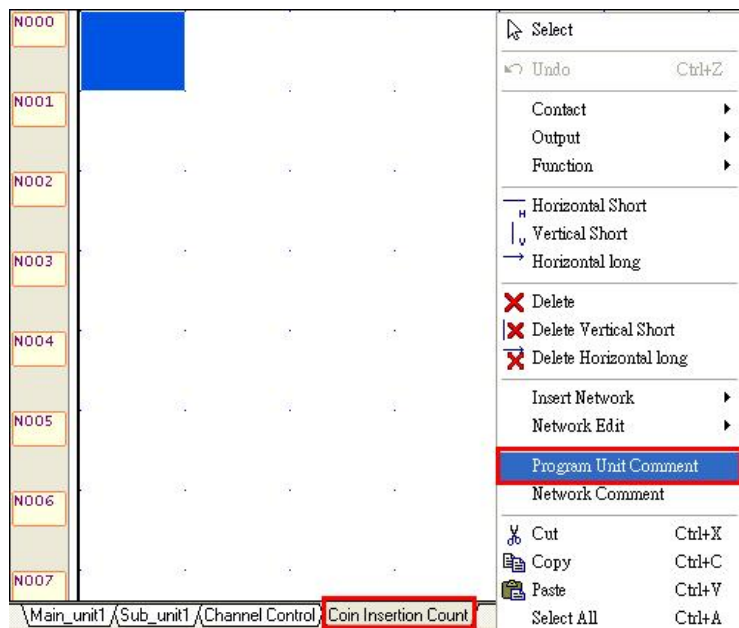 N000
N001
N002
N003
N004
N005
N006
N007
Select
Undo Ctrl+Z
Contact
Output
Function
H Horizontal Short
V Vertical Short
Horizontal long
Delete
Delete Vertical Short
Delete Horizontal long
Insert Network
Network Edit
Program Unit Comment
Network Comment
Cut Ctrl+X
Copy Ctrl+C
Paste Ctrl+V
Select All Ctrl+A
Main_unit1 Sub_unit1 Channel Control Coin Insertion Count